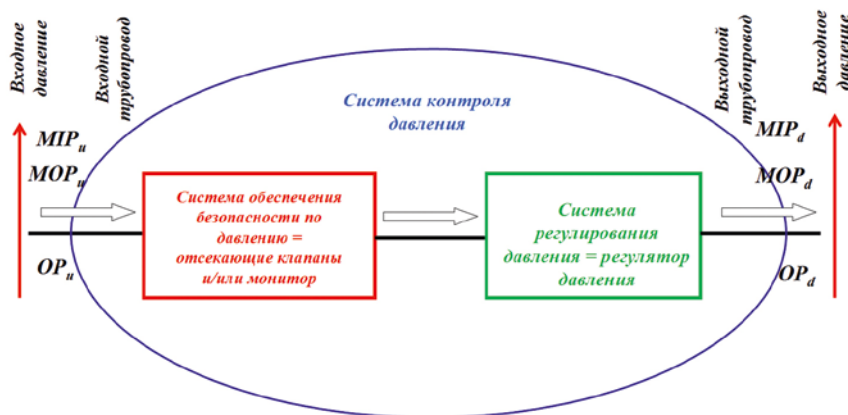 Входное
давление
Входной
трубопровод
Система контроля
давления
Выходной
трубопровод
Выходное
давление
MIPu
MOPu
OPu
Система обеспечения
безопасности по
давлению =
отсекающие клапаны
и/или монитор
Система
регулирования
давления = регулятор
давления
MIPd
MOPd
OPd